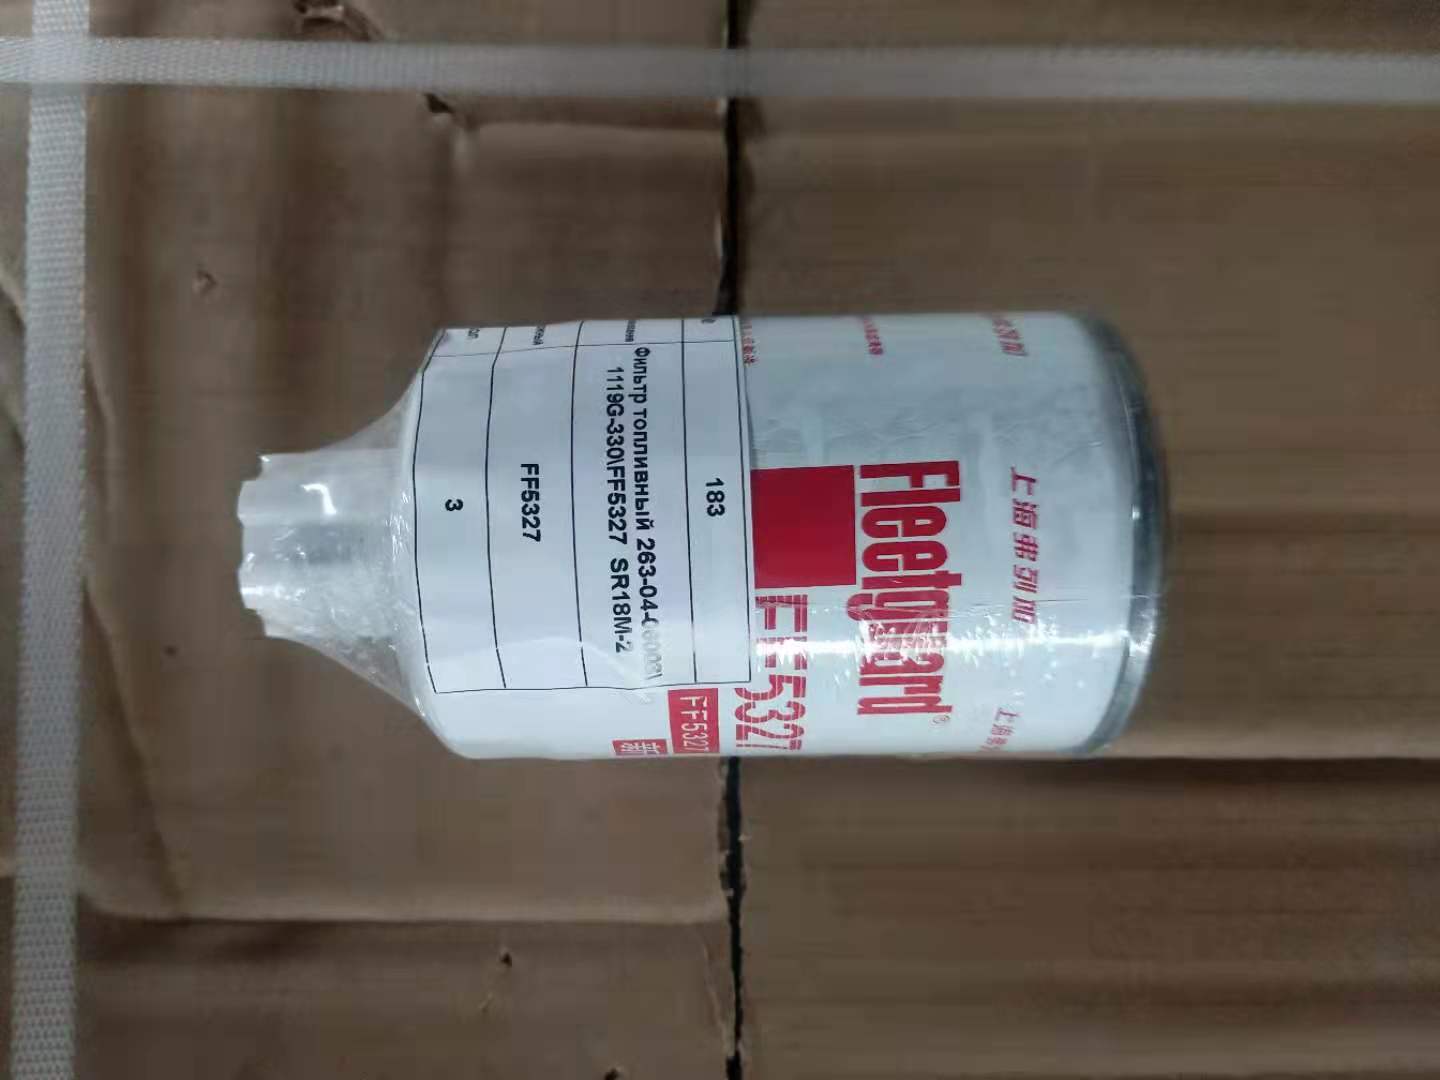 183
Фильтр топливный 263-04-
1119G-330\FF5327 SR18M-2
FF5327
3
Fleetguard®
FF5327
上海弗列加
FF5327
新